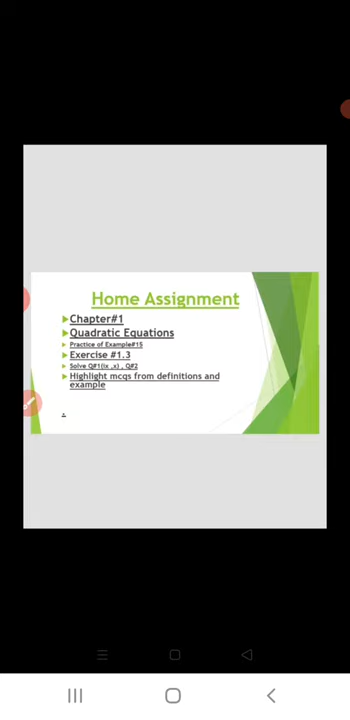 Home Assignment
Chapter#1
Quadratic Equations
Practice of Example#15
Exercise #1.3
Solve Q#1(ix ,x) , Q#2
Highlight mcqs from definitions and
example
.